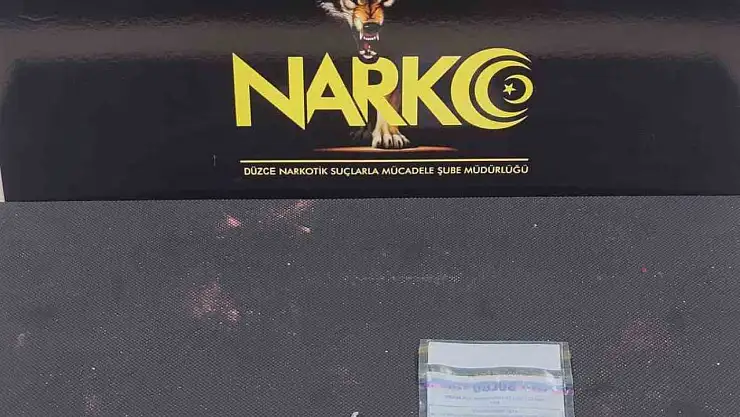 NARKO
DÜZCE NARKOTİK SUÇLARLA MÜCADELE ŞUBE MÜDÜRLÜĞÜ